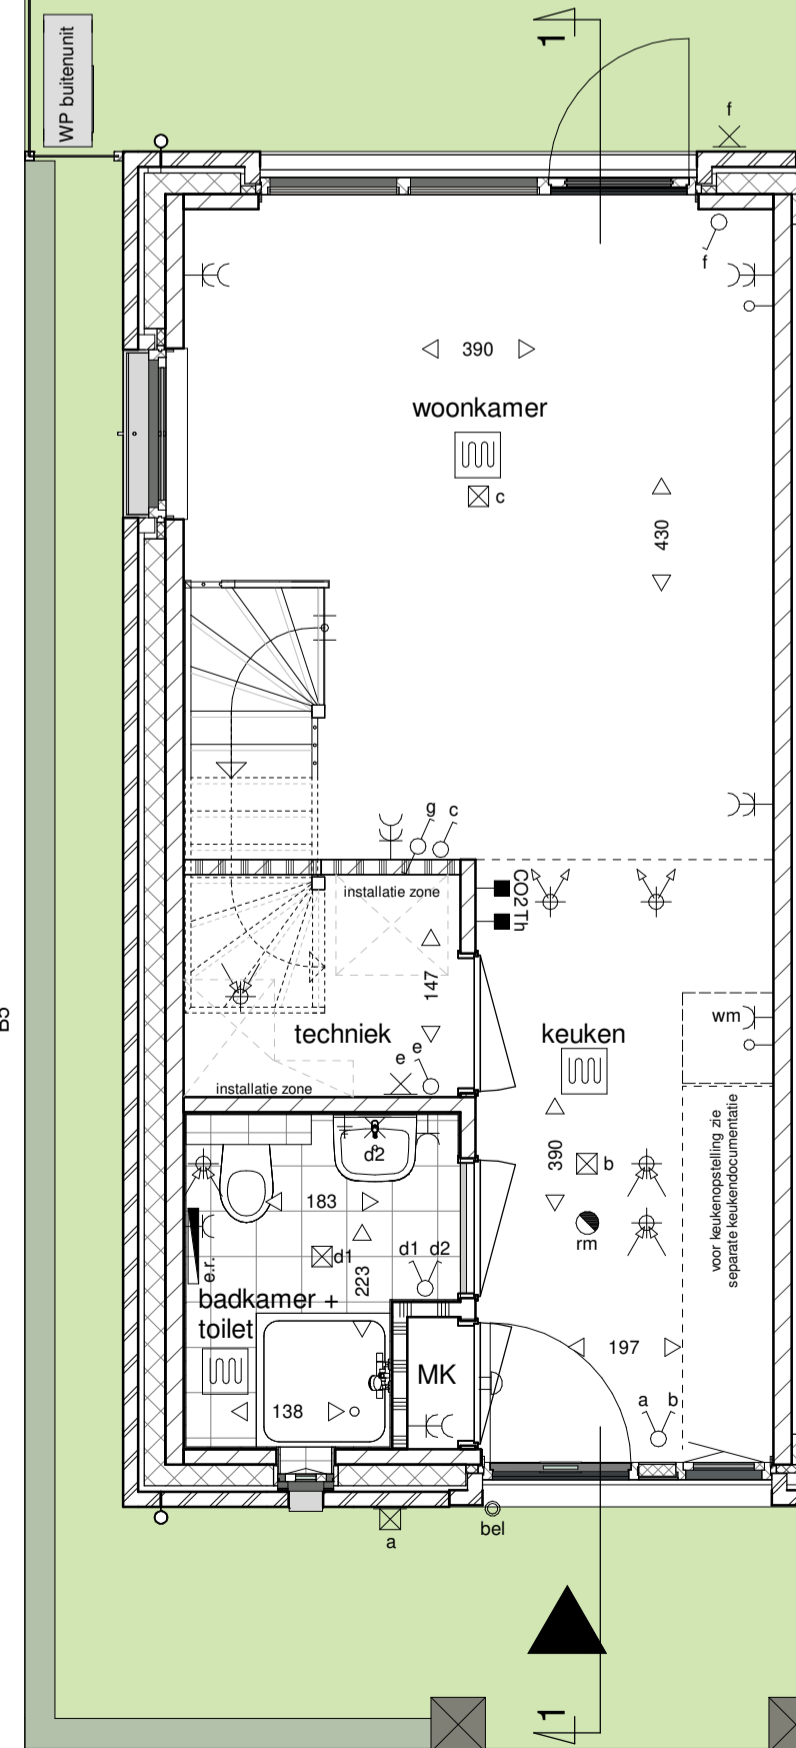 WP buitenunit
1
f
f
390
woonkamer
c
430
g c
installatie zone
CO2
Th
147
techniek
keuken
wm
e e
installatie zone
d2
390
b
voor keukenopstelling zie
separate keukendocumentatie
183
rm
d1
d1 d2
223
e.r.
badkamer +
toilet
197
MK
138
a b
bel
a
1